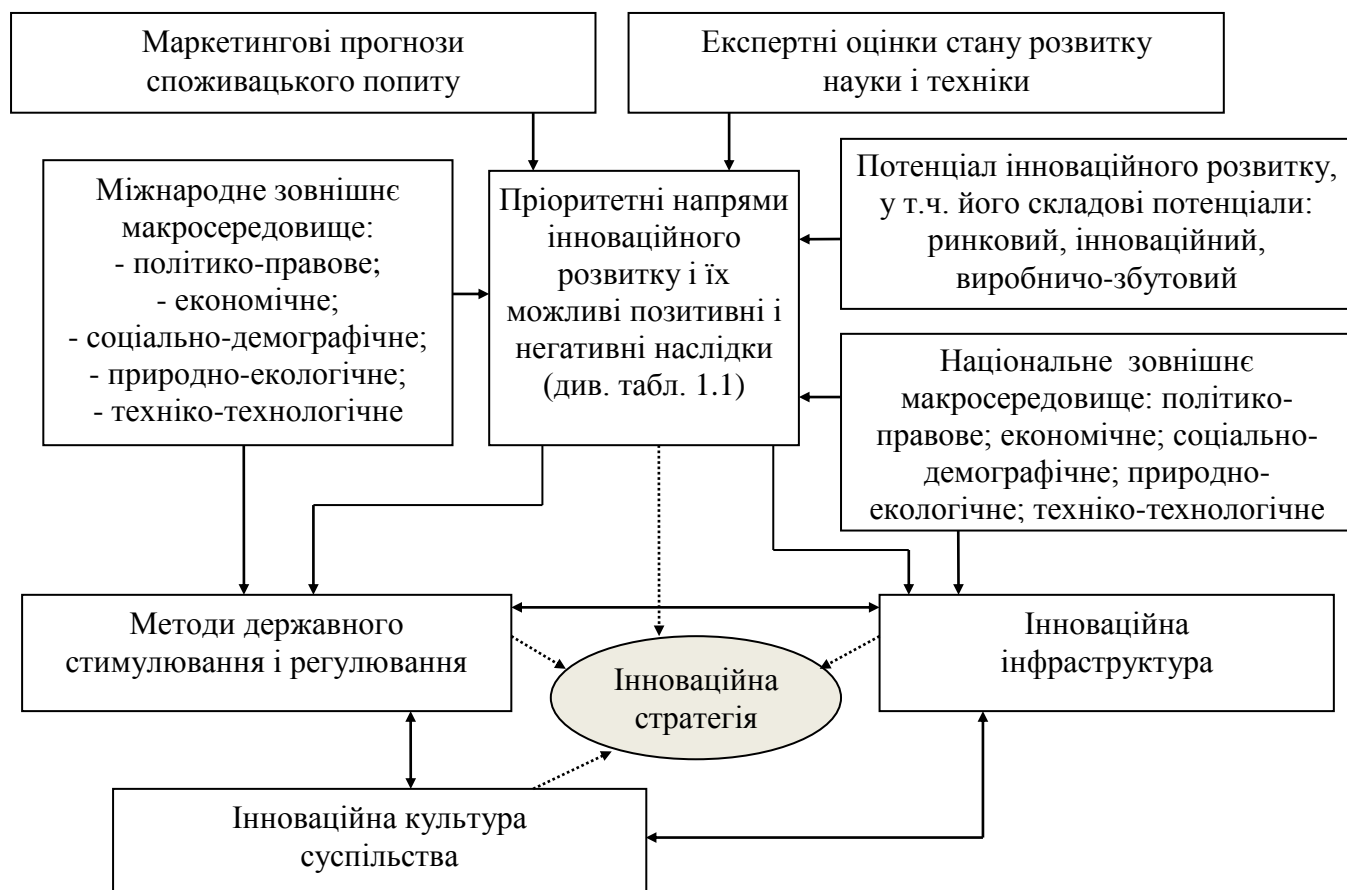 Маркетингові прогнози
споживацького попиту
Експертні оцінки стану розвитку
науки і техніки
Міжнародне зовнішнє
макросередовище:
- політико-правове;
- економічне;
- соціально-демографічне;
- природно-екологічне;
- техніко-технологічне
Пріоритетні напрями
інноваційного
розвитку і їх
можливі позитивні і
негативні наслідки
(див. табл. 1.1)
Потенціал інноваційного розвитку,
у т.ч. його складові потенціали:
ринковий, інноваційний,
виробничо-збутовий
Національне зовнішнє
макросередовище: політико-
правове; економічне; соціально-
демографічне; природно-
екологічне; техніко-технологічне
Методи державного
стимулювання і регулювання
Інноваційна
стратегія
Інноваційна
інфраструктура
Інноваційна культура
суспільства